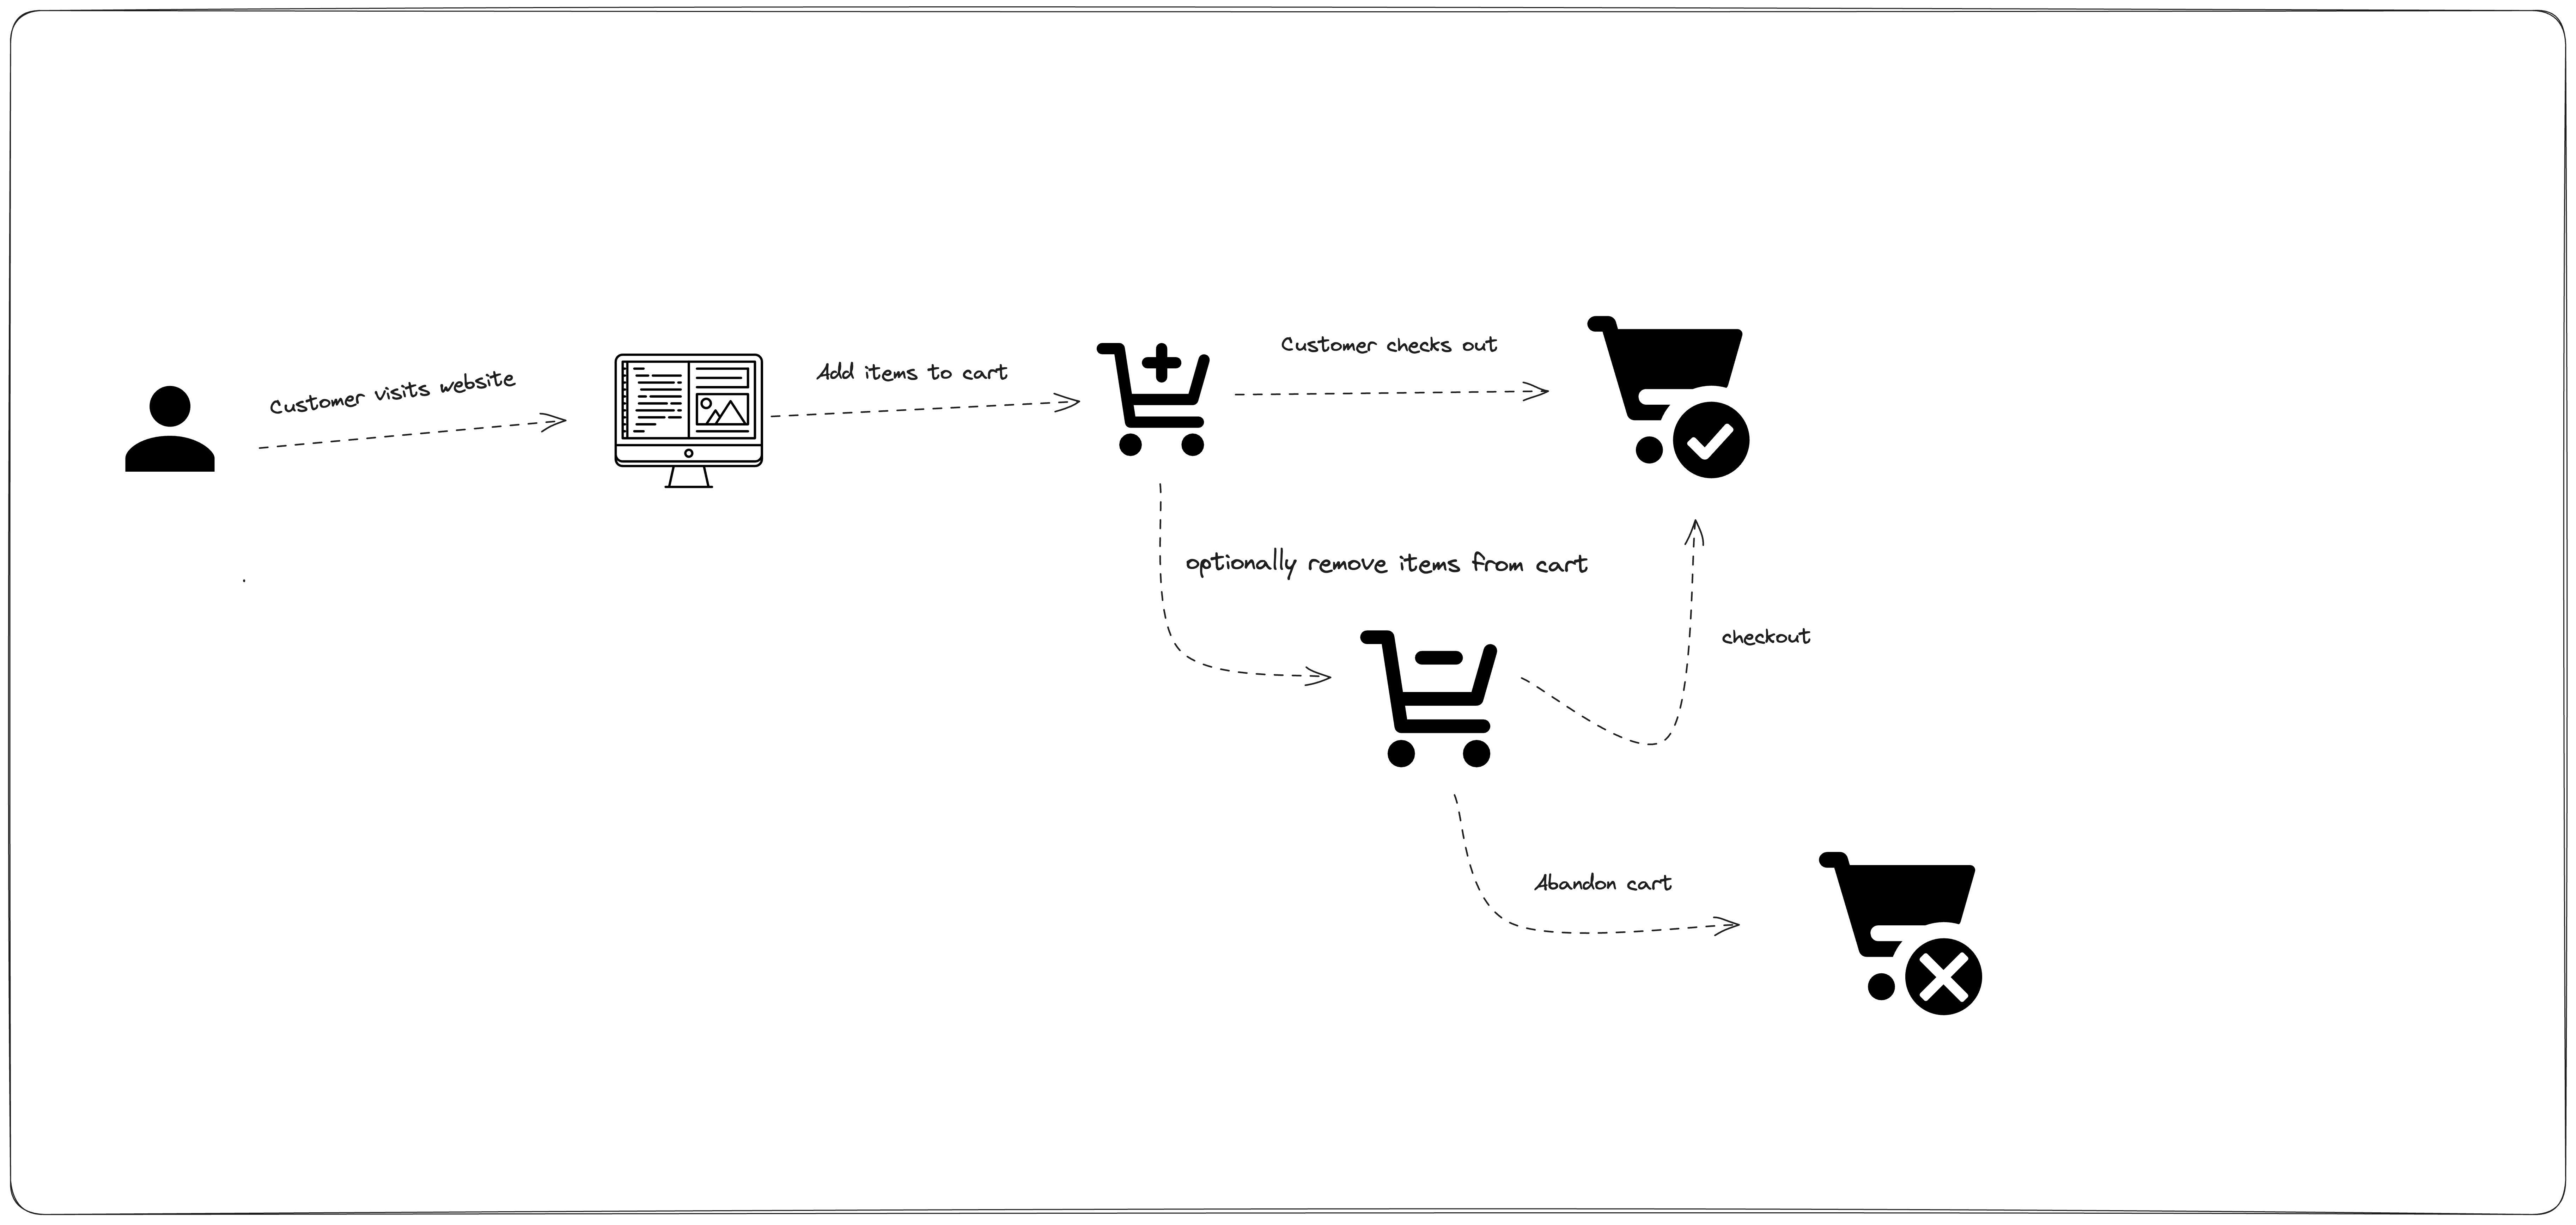 Customer visits website
Add items to cart
Customer checks out
optionally remove items from cart
checkout
Abandon cart